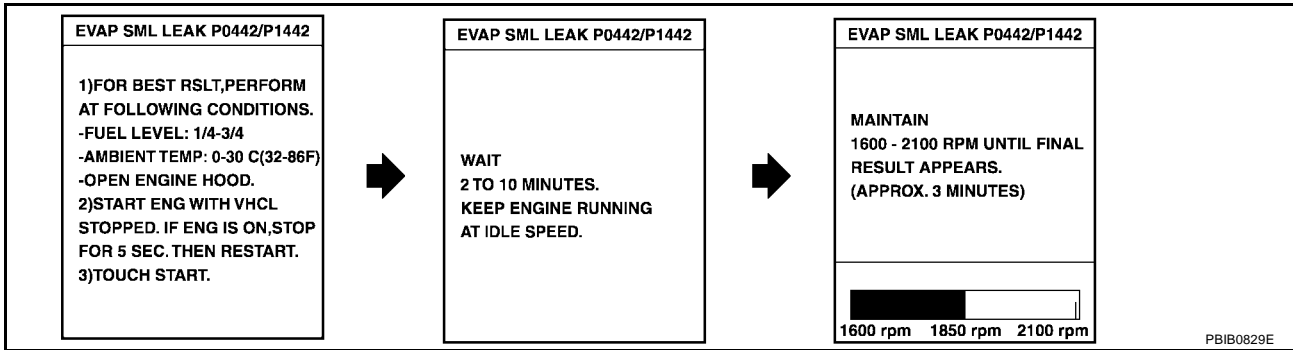 EVAP SML LEAK P0442/P1442
1)FOR BEST RSLT,PERFORM
AT FOLLOWING CONDITIONS.
-FUEL LEVEL: 1/4-3/4
-AMBIENT TEMP: 0-30 C(32-86F)
-OPEN ENGINE HOOD.
2)START ENG WITH VHCL
STOPPED. IF ENG IS ON,STOP
FOR 5 SEC. THEN RESTART.
3)TOUCH START.
EVAP SML LEAK P0442/P1442
WAIT
2 TO 10 MINUTES.
KEEP ENGINE RUNNING
AT IDLE SPEED.
EVAP SML LEAK P0442/P1442
MAINTAIN
1600 - 2100 RPM UNTIL FINAL
RESULT APPEARS.
(APPROX. 3 MINUTES)
1600 rpm 1850 rpm 2100 rpm
PBIB0829E